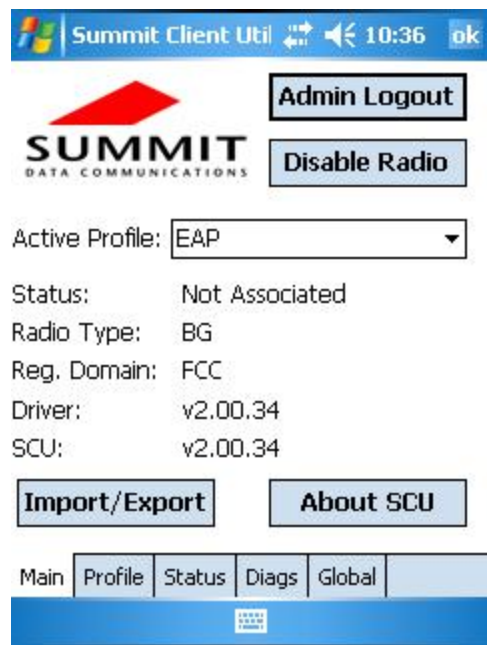 Summit Client Util 10:36 ok
SUMMIT
DATA COMMUNICATIONS
Admin Logout
Disable Radio
Active Profile: EAP
Status: Not Associated
Radio Type: BG
Reg. Domain: FCC
Driver: v2.00.34
SCU: v2.00.34
Import/Export About SCU
Main Profile Status Diags Global